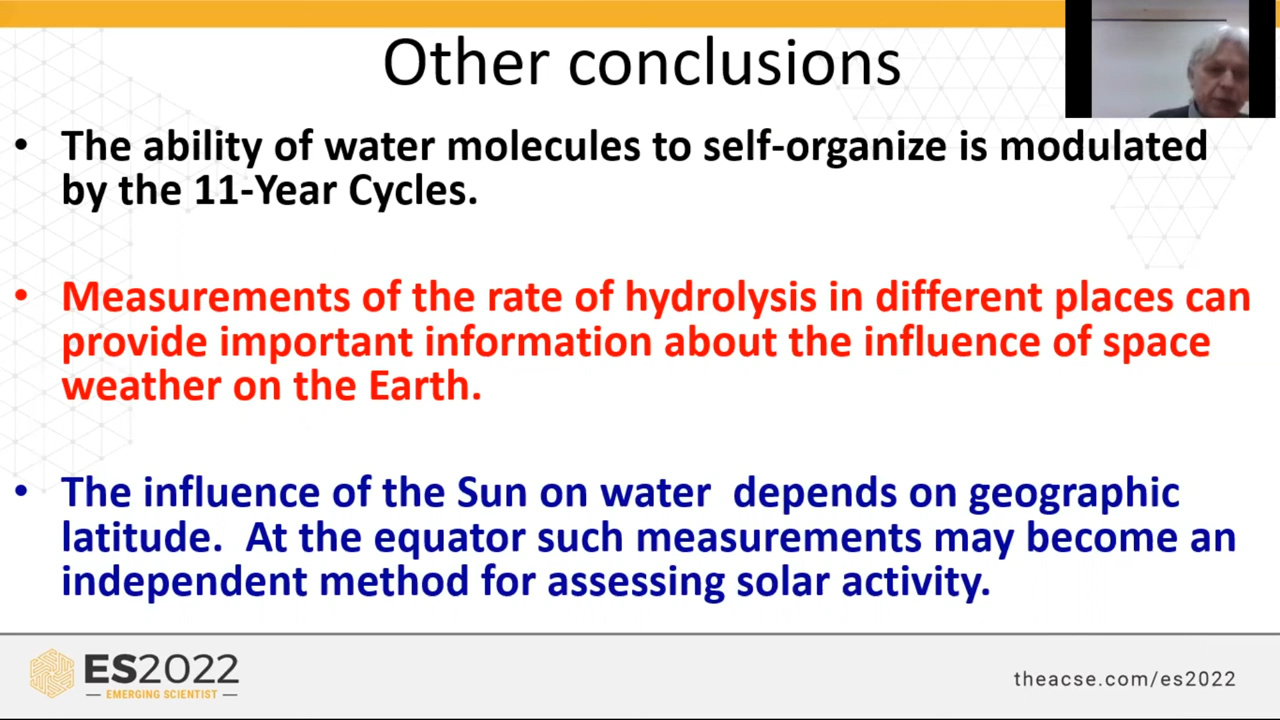 Other conclusions
• The ability of water molecules to self-organize is modulated
by the 11-Year Cycles.
• Measurements of the rate of hydrolysis in different places can
provide important information about the influence of space
weather on the Earth.
• The influence of the Sun on water depends on geographic
latitude. At the equator such measurements may become an
independent method for assessing solar activity.
ES2022
EMERGING SCIENTIST
theacse.com/es2022